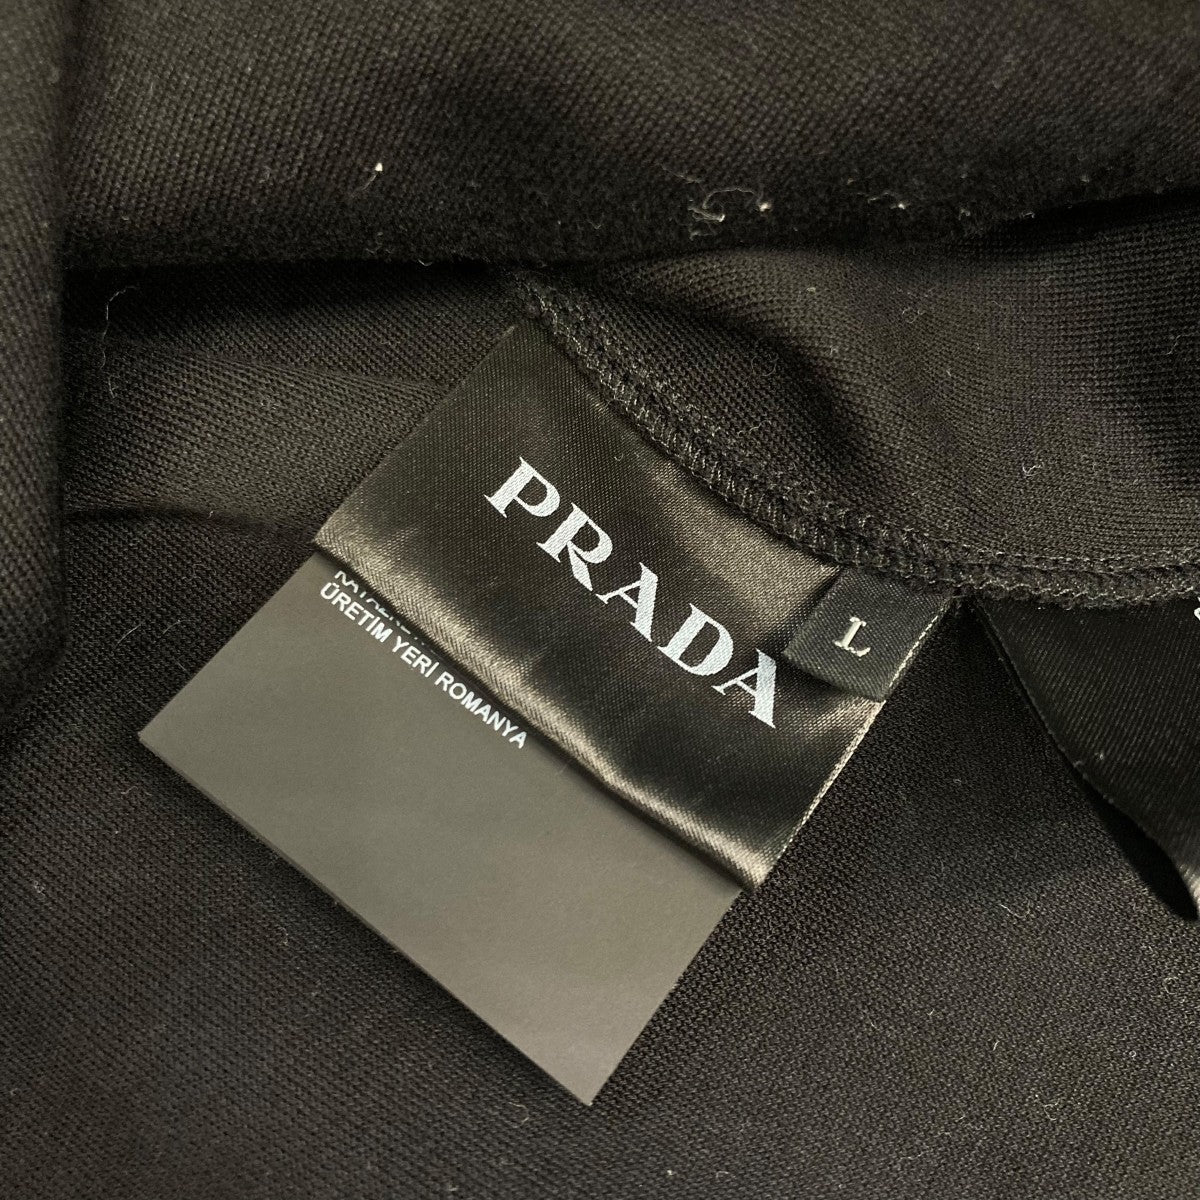 PRADA
L
ÜRETİM YERİ ROMANYA